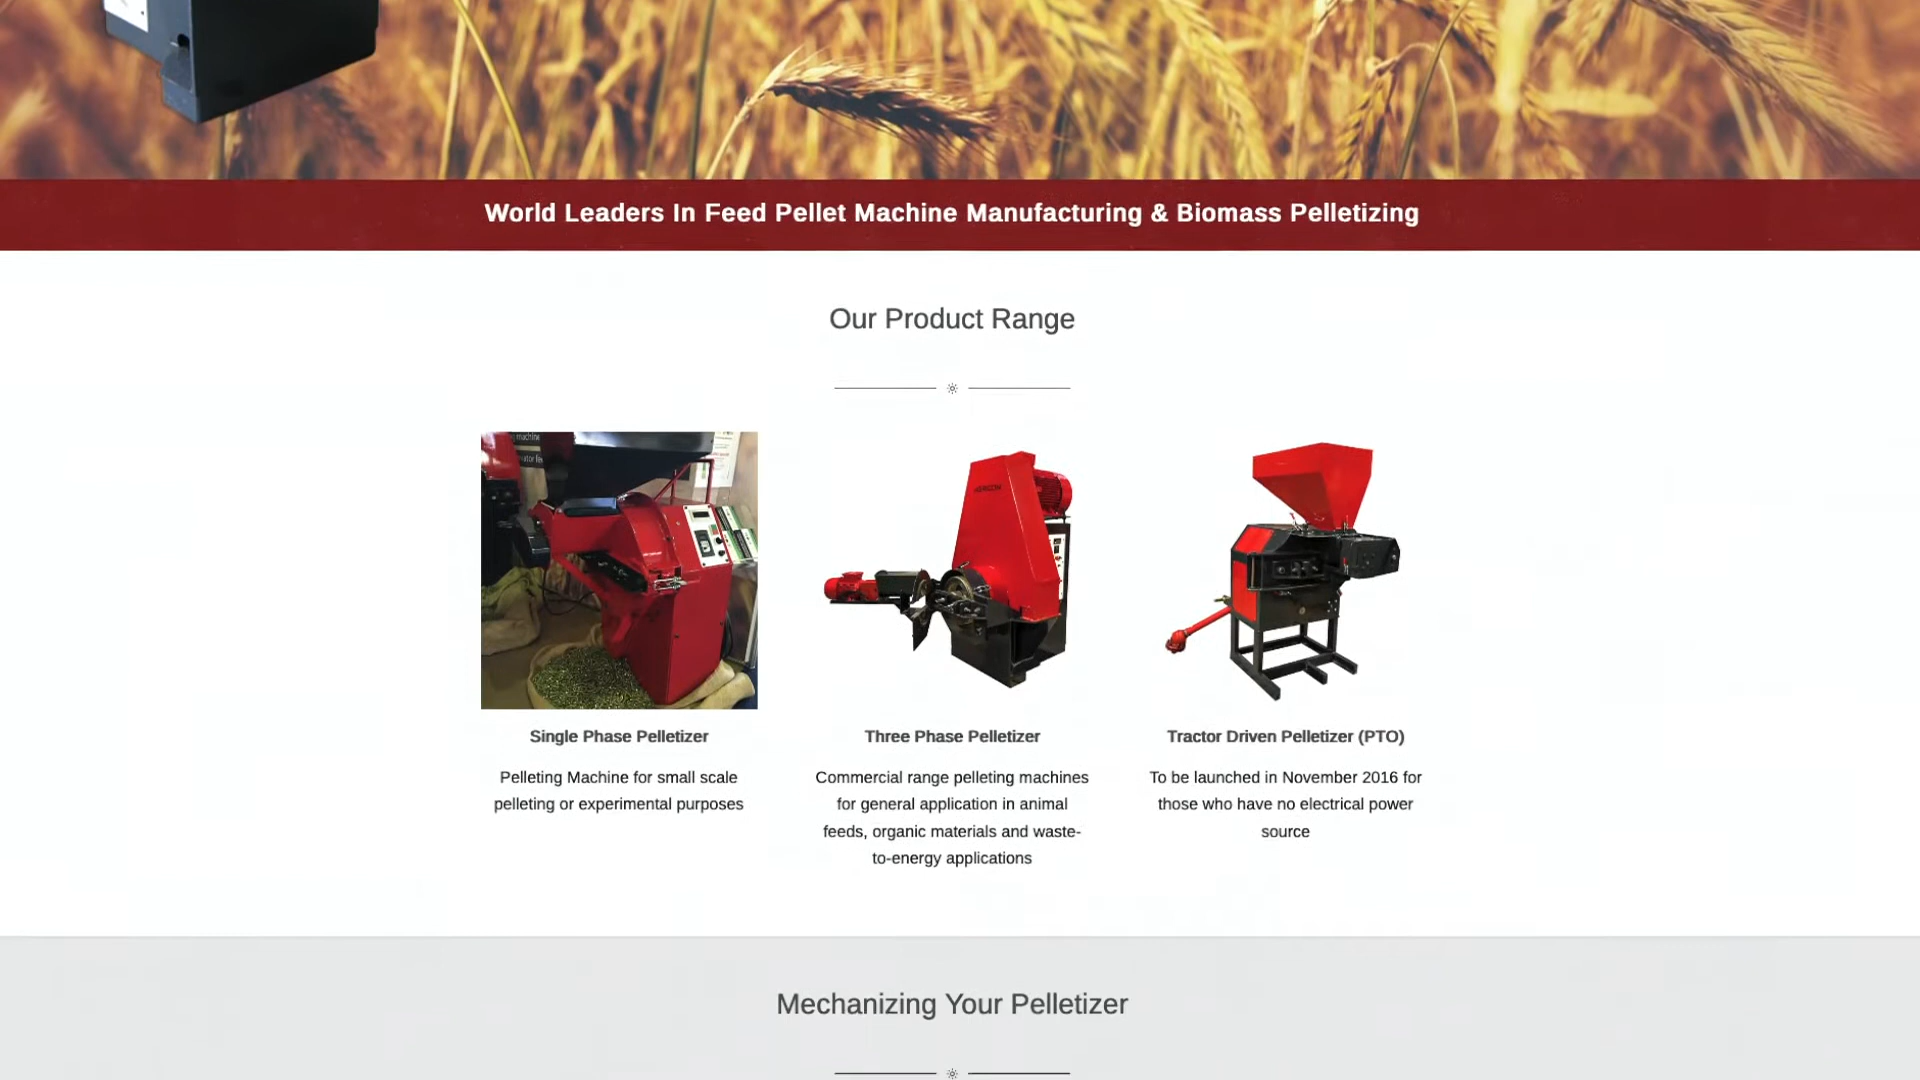 World Leaders In Feed Pellet Machine Manufacturing & Biomass Pelletizing
Our Product Range
machine
Single Phase Pelletizer
Pelleting Machine for small scale
pelleting or experimental purposes
Three Phase Pelletizer
Commercial range pelleting machines
for general application in animal
feeds, organic materials and waste-
to-energy applications
Tractor Driven Pelletizer (PTO)
To be launched in November 2016 for
those who have no electrical power
source
Mechanizing Your Pelletizer